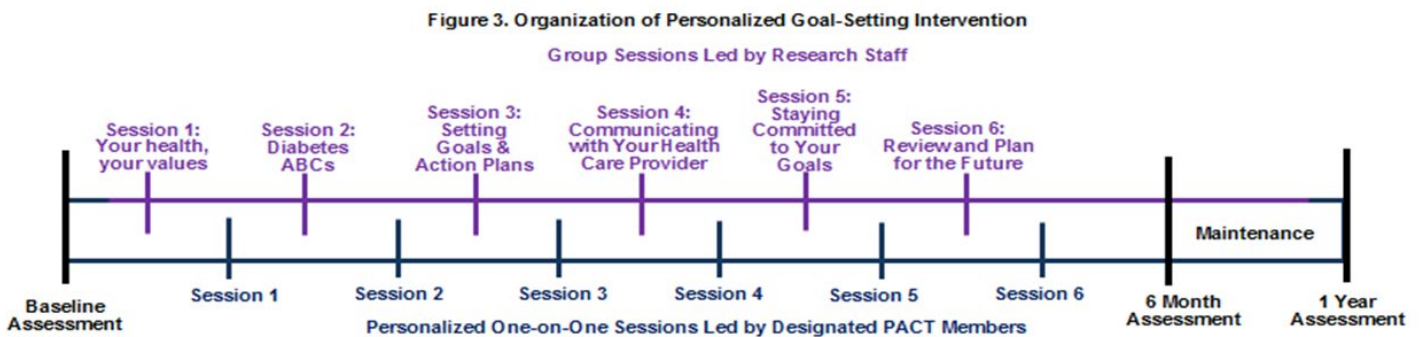 Figure 3. Organization of Personalized Goal-Setting Intervention
Group Sessions Led by Research Staff
Session 1:
Your health,
your values
Session 2:
Diabetes
ABCs
Session 3:
Setting
Goals &
Action Plans
Session 4:
Communicating
with Your Health
Care Provider
Session 5:
Staying
Committed
to Your
Goals
Session 6:
Review and Plan
for the Future
Maintenance
Baseline
Assessment
Session 1
Session 2
Session 3
Session 4
Session 5
Session 6
6 Month
Assessment
1 Year
Assessment
Personalized One-on-One Sessions Led by Designated PACT Members